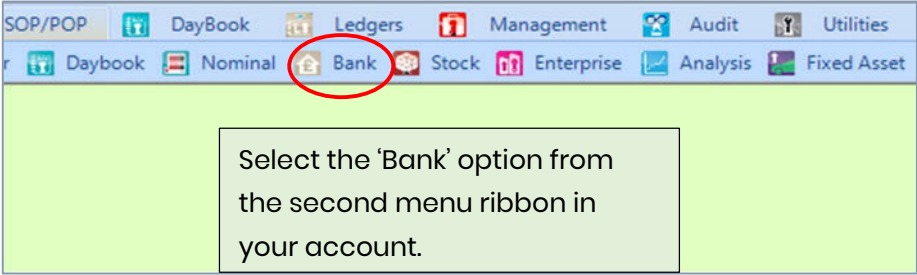 SOP/POP DayBook Ledgers Management Audit Utilities
r Daybook Nominal Bank Stock Enterprise Analysis Fixed Asset
Select the ‘Bank’ option from
the second menu ribbon in
your account.